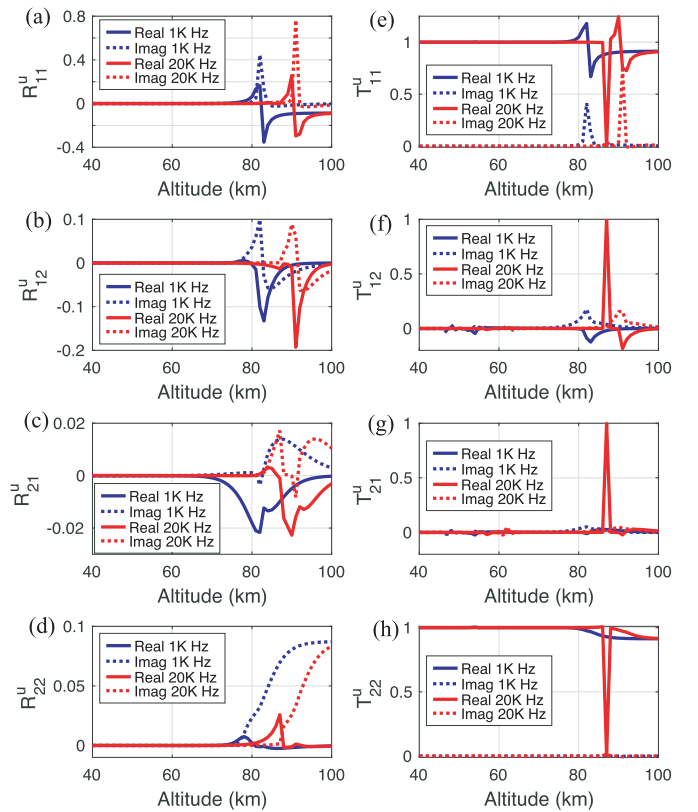 (a)
0.8
0.4
0
-0.4
R^u_11
Real 1K Hz
Imag 1K Hz
Real 20K Hz
Imag 20K Hz
40 60 80 100
Altitude (km)
(e)
1
0.5
0
T^u_11
Real 1K Hz
Imag 1K Hz
Real 20K Hz
Imag 20K Hz
40 60 80 100
Altitude (km)
(b)
0.1
0
-0.1
-0.2
R^u_12
Real 1K Hz
Imag 1K Hz
Real 20K Hz
Imag 20K Hz
40 60 80 100
Altitude (km)
(f)
1
0.5
0
T^u_12
Real 1K Hz
Imag 1K Hz
Real 20K Hz
Imag 20K Hz
40 60 80 100
Altitude (km)
(c)
0.02
0
-0.02
R^u_21
Real 1K Hz
Imag 1K Hz
Real 20K Hz
Imag 20K Hz
40 60 80 100
Altitude (km)
(g)
1
0.5
0
T^u_21
Real 1K Hz
Imag 1K Hz
Real 20K Hz
Imag 20K Hz
40 60 80 100
Altitude (km)
(d)
0.1
0.05
0
R^u_22
Real 1K Hz
Imag 1K Hz
Real 20K Hz
Imag 20K Hz
40 60 80 100
Altitude (km)
(h)
1
0.5
0
T^u_22
Real 1K Hz
Imag 1K Hz
Real 20K Hz
Imag 20K Hz
40 60 80 100
Altitude (km)